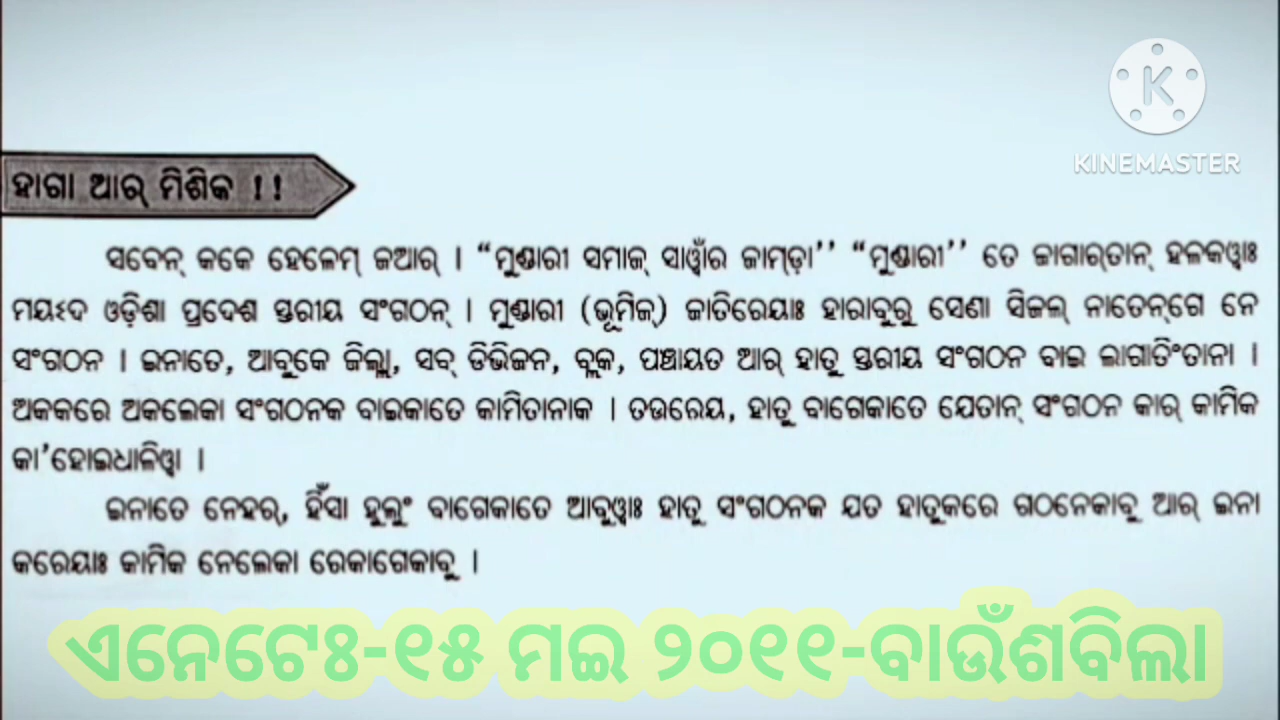 KINEMASTER
ହାଗା ଆର୍ ମିଶିକ !!
ସବେନ୍ କକେ ହେଳେମ୍ ଜଆର୍ । “ମୁଣ୍ଡାରୀ ସମାଜ୍ ସାୱାଁର ଜାମ୍‌ଡ଼ା’’ “ମୁଣ୍ଡାରୀ’’ ତେ ଜାଗାର୍‌ତାନ୍ ହଳକୱାଃ
ମୟଂଦ ଓଡ଼ିଶା ପ୍ରଦେଶ ସ୍ତରୀୟ ସଂଗଠନ୍ । ମୁଣ୍ଡାରୀ (ଭୂମିଜ୍) ଜାତିରେୟାଃ ହାରାବୁରୁ ସେଣା ସିଜଲ୍ ନାତେନ୍‌ଗେ ନେ
ସଂଗଠନ । ଇନାତେ, ଆବୁକେ ଜିଲ୍ଲା, ସବ୍ ଡିଭିଜନ, ବ୍ଲକ, ପଞ୍ଚାୟତ ଆର୍ ହାତୁ ସ୍ତରୀୟ ସଂଗଠନ ବାଇ ଲାଗାତିଂତାନା ।
ଅକକରେ ଅକଲେକା ସଂଗଠନକ ବାଇକାତେ କାମିତାନାକ । ତଉରେୟ, ହାତୁ ବାଗେକାତେ ଯେତାନ୍ ସଂଗଠନ କାର୍ କାମିକ
କା’ହୋଇଧାଳିୱା ।
ଇନାତେ ନେହର୍, ହିଁସା ହୁଲୁଂ ବାଗେକାତେ ଆବୁୱାଃ ହାତୁ ସଂଗଠନକ ଯତ ହାତୁକରେ ଗଠନେକାବୁ ଆର୍ ଇନା
କରେୟାଃ କାମିକ ନେଲେକା ରେକାଗେକାବୁ ।
ଏନେଟେଃ-୧୫ ମଇ ୨୦୧୧-ବାଉଁଶବିଲା